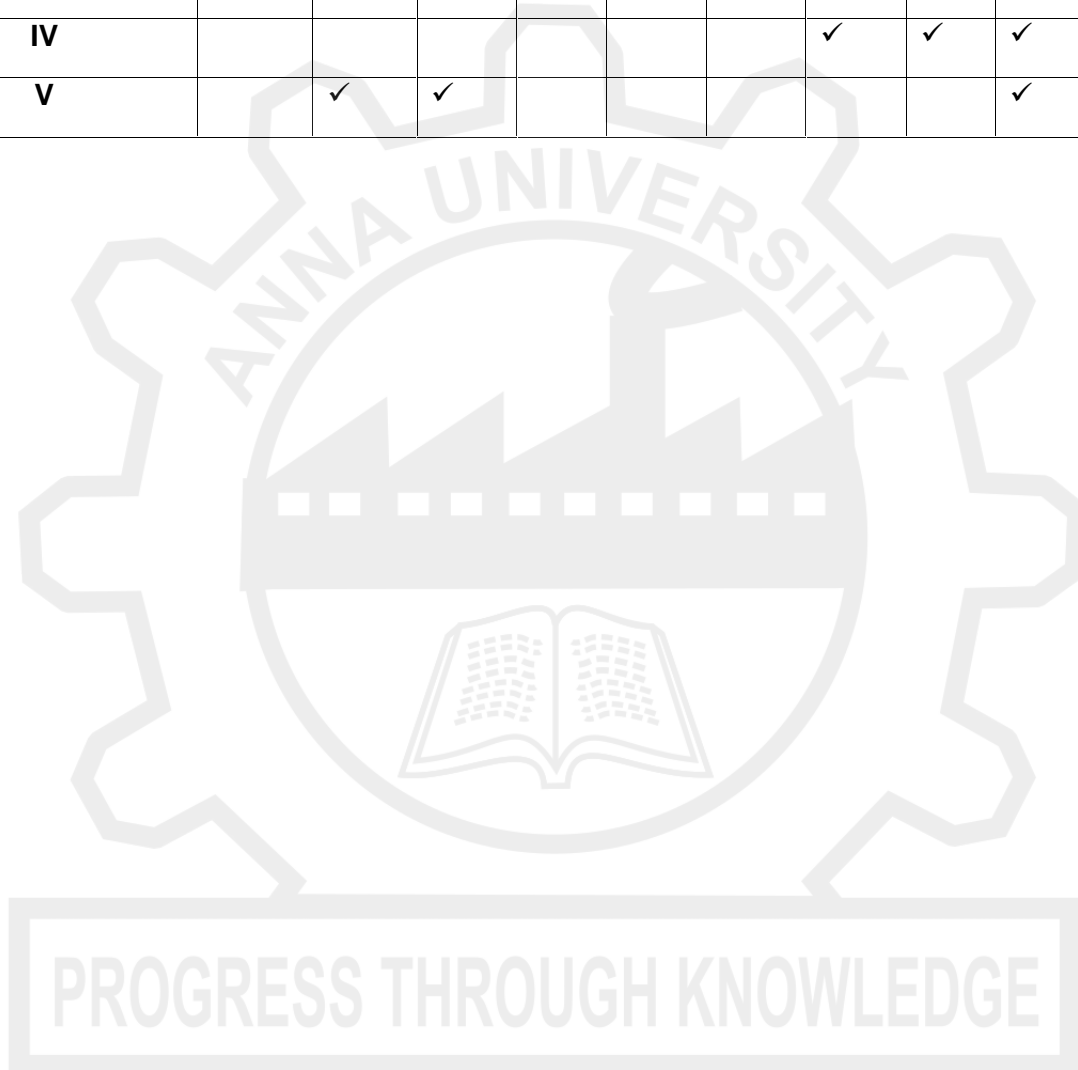 IV ✓ ✓ ✓
V ✓ ✓ ✓
ANNA UNIVERSITY
PROGRESS THROUGH KNOWLEDGE